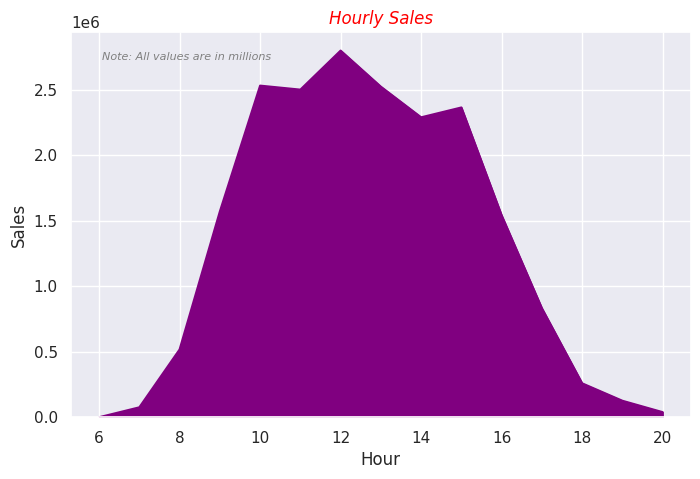 Hourly Sales
1e6
Note: All values are in millions
2.5
2.0
1.5
1.0
0.5
0.0
Sales
6 8 10 12 14 16 18 20
Hour